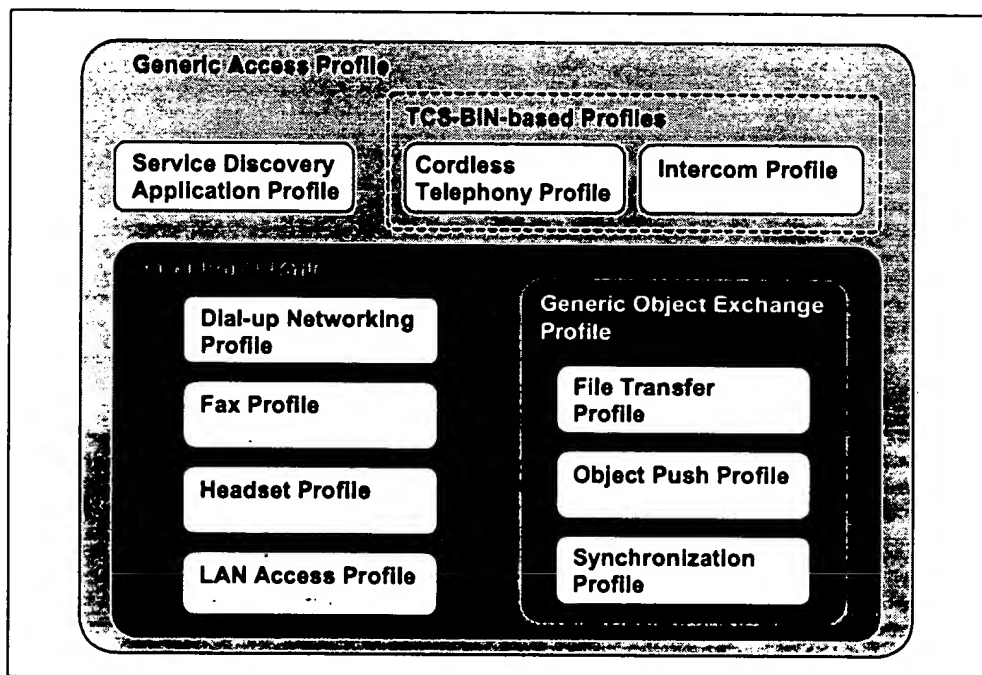 Generic Access Profile
TCS-BIN-based Profiles
Service Discovery
Application Profile
Cordless
Telephony Profile
Intercom Profile
Dial-up Networking
Profile
Fax Profile
Headset Profile
LAN Access Profile
Generic Object Exchange
Profile
File Transfer
Profile
Object Push Profile
Synchronization
Profile